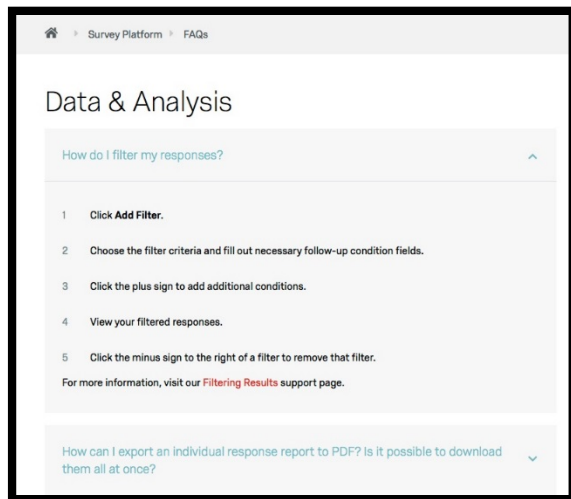 Survey Platform FAQs
Data & Analysis
How do I filter my responses?
1 Click Add Filter.
2 Choose the filter criteria and fill out necessary follow-up condition fields.
3 Click the plus sign to add additional conditions.
4 View your filtered responses.
5 Click the minus sign to the right of a filter to remove that filter.
For more information, visit our Filtering Results support page.
How can I export an individual response report to PDF? Is it possible to download
them all at once?